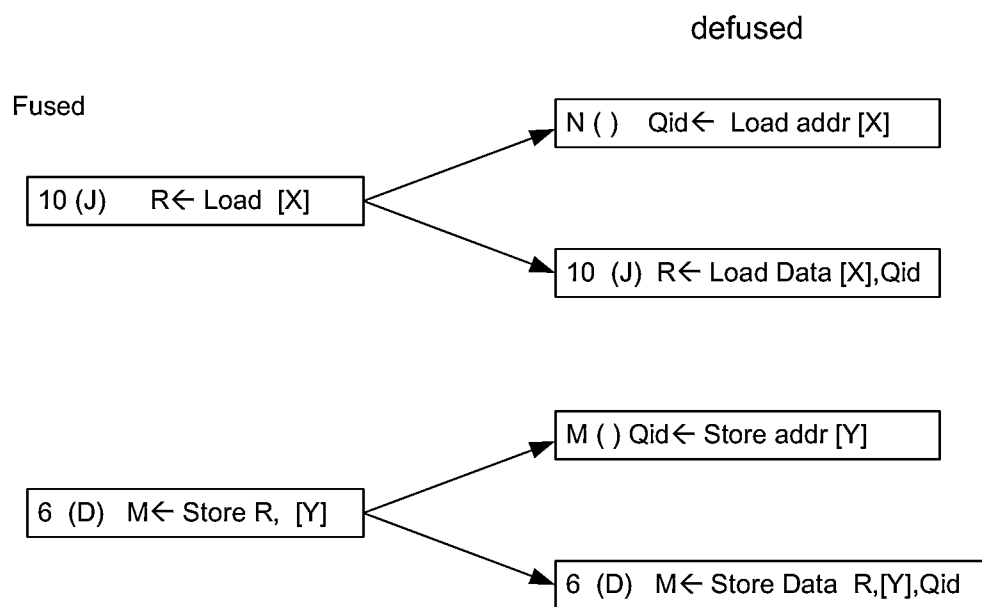 defused
Fused
N ( ) Qid← Load addr [X]
10 (J) R← Load [X]
10 (J) R← Load Data [X],Qid
M ( ) Qid← Store addr [Y]
6 (D) M← Store R, [Y]
6 (D) M← Store Data R,[Y],Qid